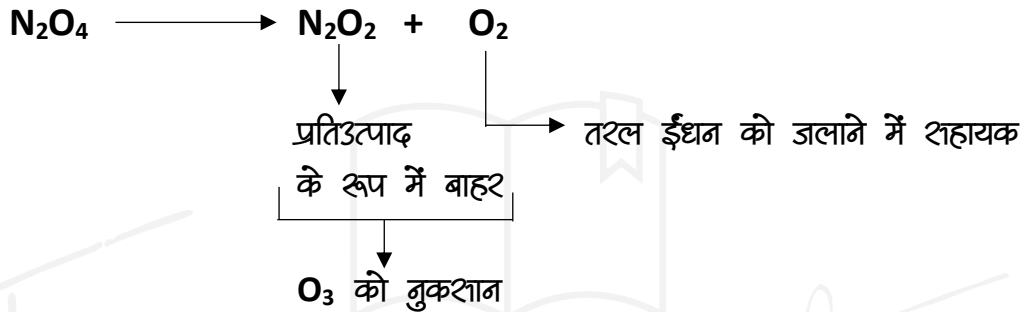 N₂O₄ → N₂O₂ + O₂
प्रतिउत्पाद → तरल ईंधन को जलाने में सहायक
के रूप में बाहर
O₃ को नुकसान